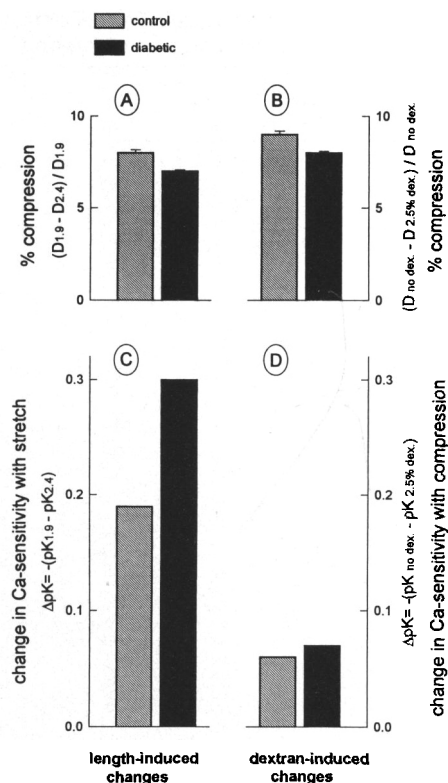 control
diabetic
A
B
10
5
0
% compression
(D1.9 - D2.4) / D1.9
10
5
0
(D no dex. - D 2.5% dex.) / D no dex.
% compression
C
D
0.3
0.2
0.1
0.0
change in Ca-sensitivity with stretch
ΔpK= -(pK1.9 - pK2.4)
0.3
0.2
0.1
0.0
ΔpK= -(pK no dex. - pK 2.5% dex.)
change in Ca-sensitivity with compression
length-induced
changes
dextran-induced
changes